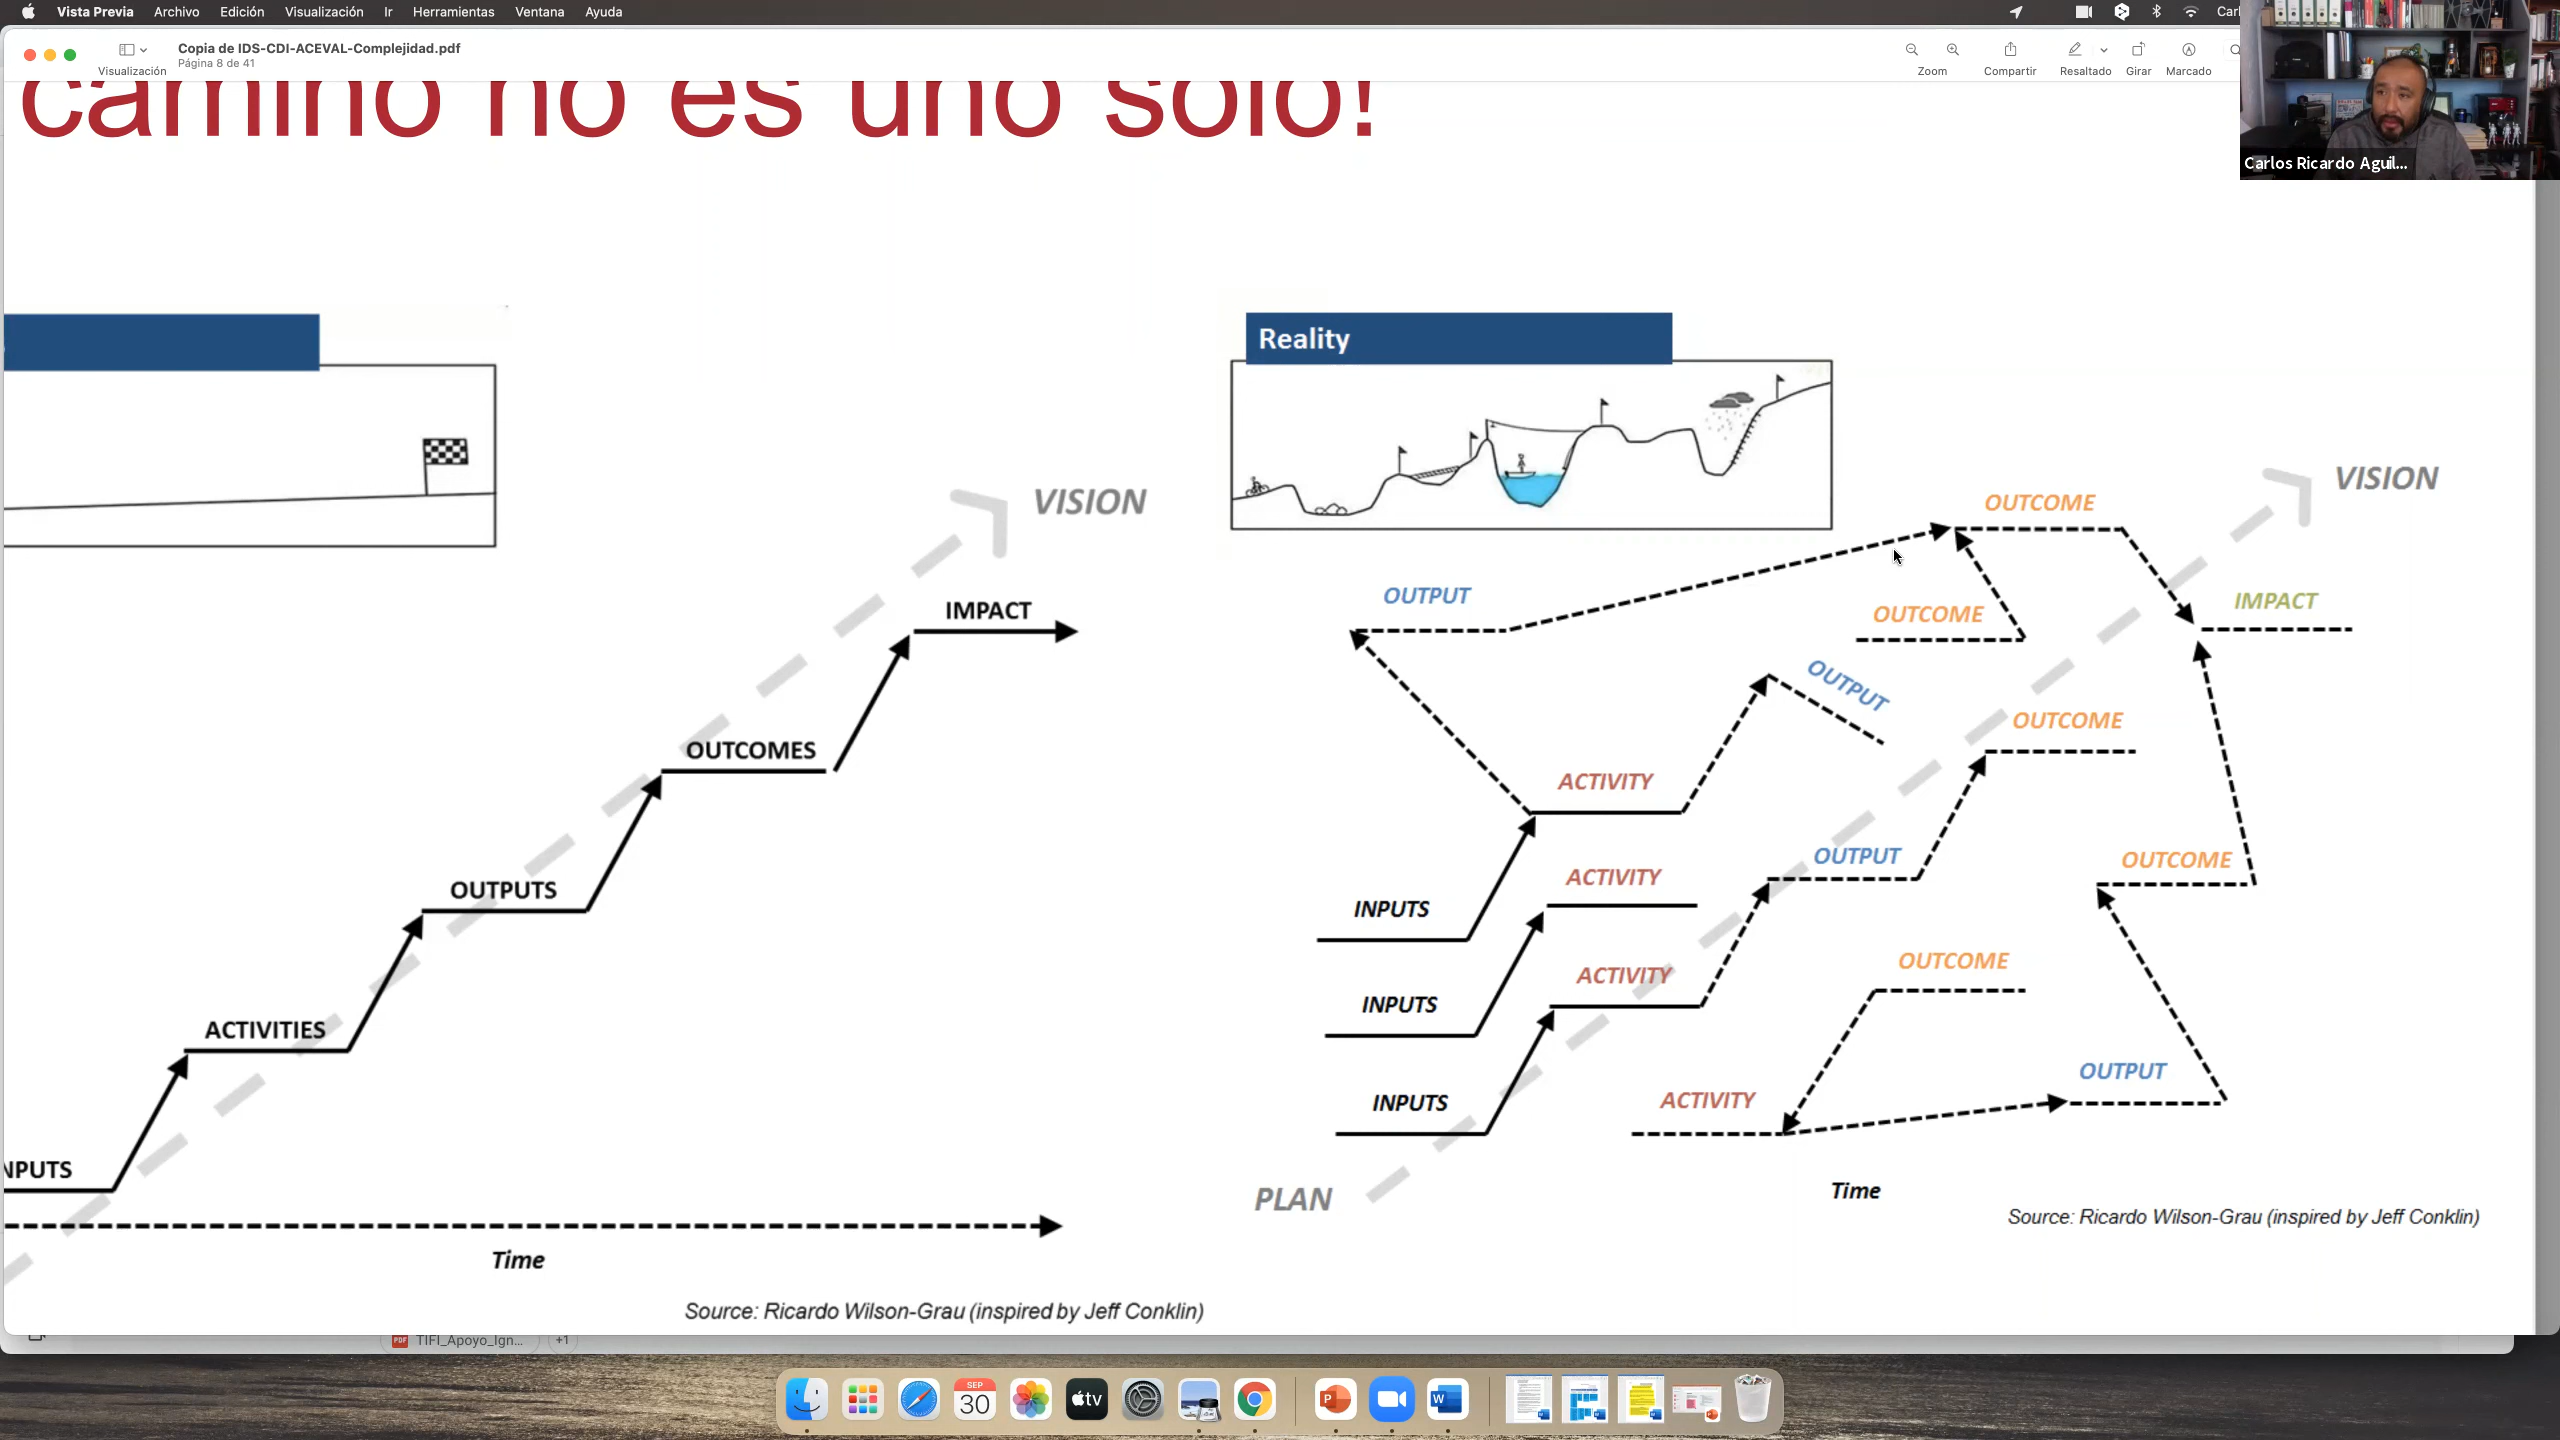 Vista Previa Archivo Edición Visualización Ir Herramientas Ventana Ayuda
Copia de IDS-CDI-ACEVAL-Complejidad.pdf
Página 8 de 41
Visualización
Zoom Compartir Resaltado Girar Marcado
Carlos Ricardo Aguil...
camino no es uno solo!
Reality
VISION
IMPACT
OUTCOMES
OUTPUTS
ACTIVITIES
NPUTS
Time
Source: Ricardo Wilson-Grau (inspired by Jeff Conklin)
VISION
OUTCOME
OUTPUT
IMPACT
OUTCOME
OUTPUT
OUTCOME
ACTIVITY
OUTPUT
OUTCOME
ACTIVITY
INPUTS
OUTCOME
ACTIVITY
INPUTS
OUTPUT
ACTIVITY
INPUTS
PLAN
Time
Source: Ricardo Wilson-Grau (inspired by Jeff Conklin)
TIFI_Apoyo_Ign... +1
SEP
30
tv